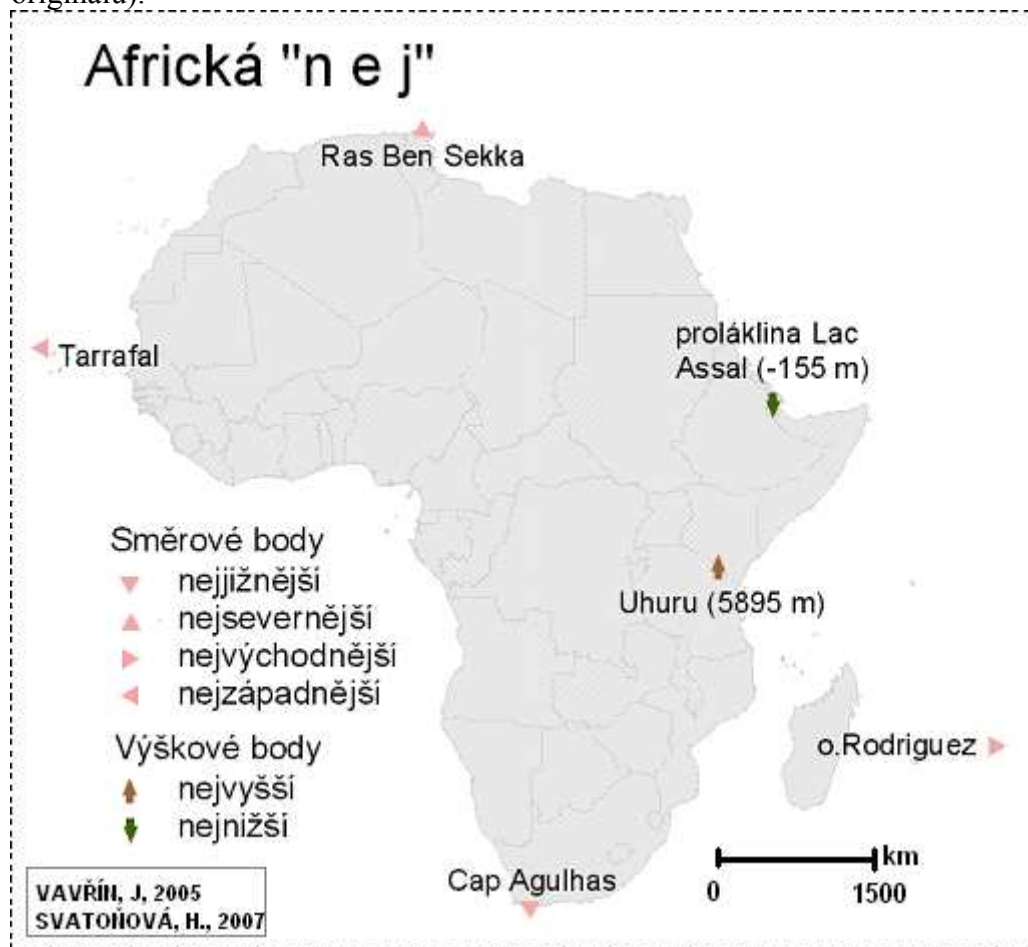 originálu).
Africká "n e j"
Ras Ben Sekka
proláklina Lac
Assal (-155 m)
Tarrafal
Směrové body
nejjižnější
nejsevernější
nejvýchodnější
nejzápadnější
Uhuru (5895 m)
o.Rodriguez
Výškové body
nejvyšší
nejnižší
Cap Agulhas
km
0 1500
VAVŘÍN, J, 2005
SVATOŇOVÁ, H., 2007